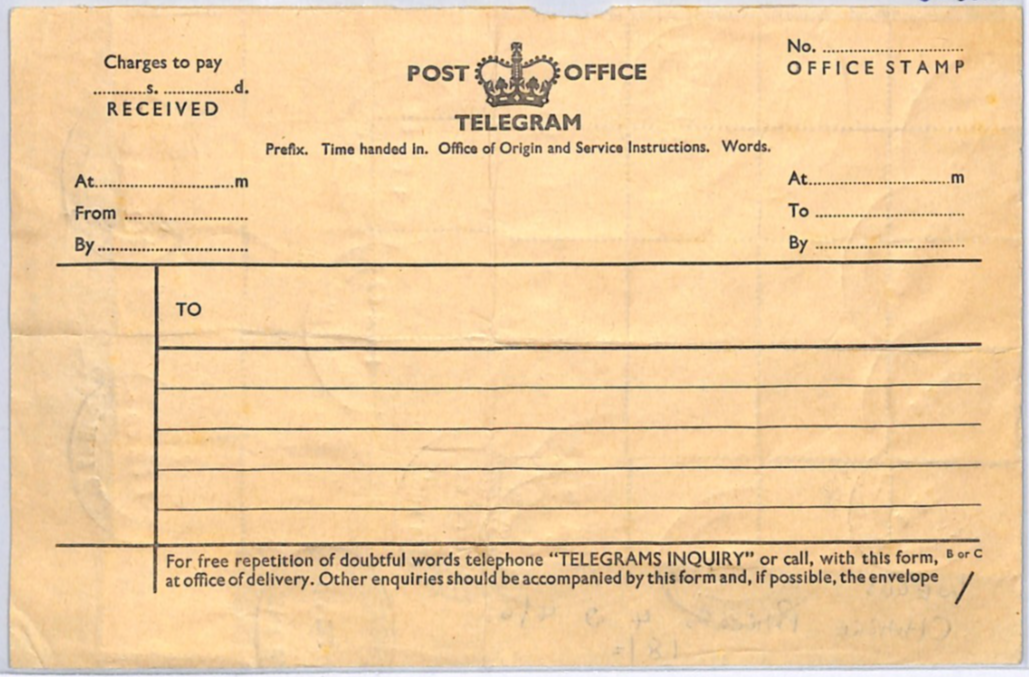 Charges to pay
..........s. ..............d.
RECEIVED
POST OFFICE
TELEGRAM
Prefix. Time handed in. Office of Origin and Service Instructions. Words.
No. ............................
OFFICE STAMP
At............................m
From .........................
By ..............................
At............................m
To ..............................
By ..............................
TO
For free repetition of doubtful words telephone "TELEGRAMS INQUIRY" or call, with this form,
at office of delivery. Other enquiries should be accompanied by this form and, if possible, the envelope
B or C
/